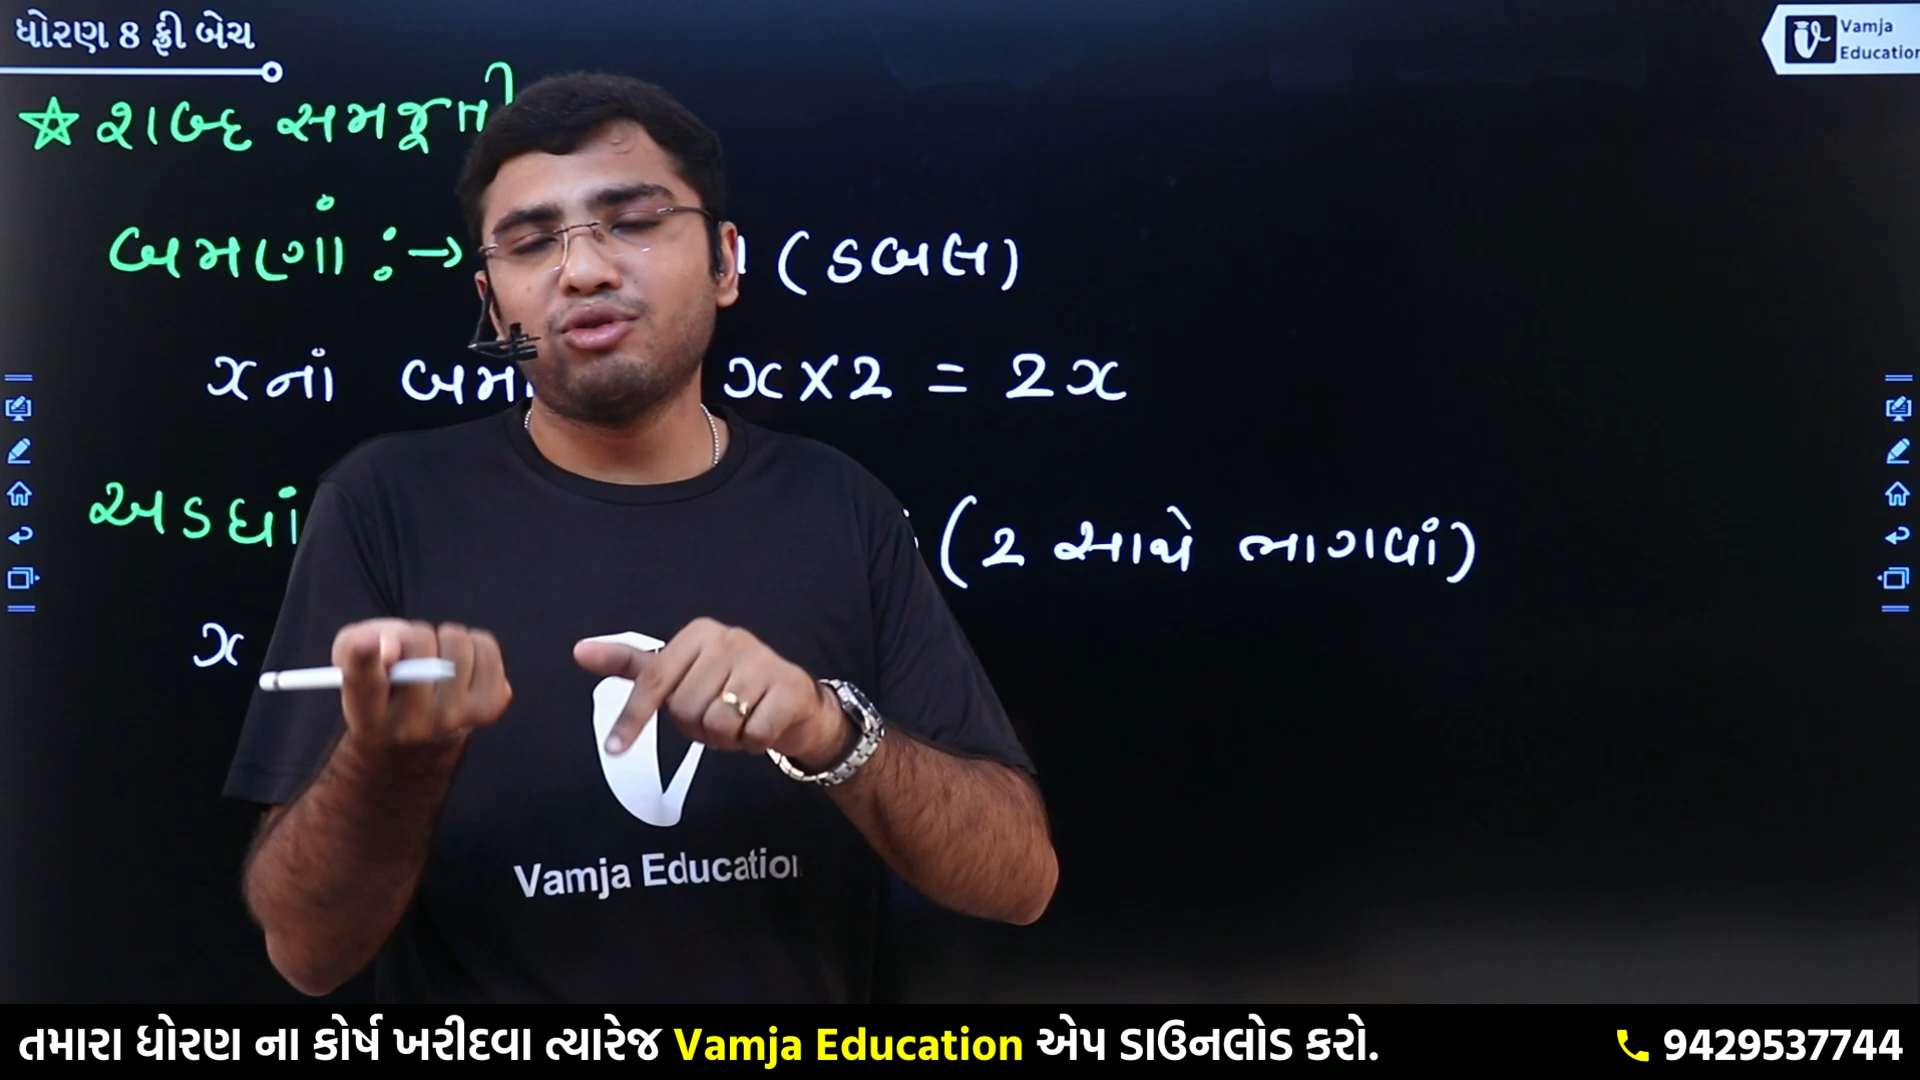 ધોરણ 8 ફ્રી બેચ
Vamja
Education
☆ શબ્દ સમજૂતી
બમણાં :→ (ડબલ)
xનાં x×2 = 2x
અડધાં (2 સાથે ભાગવાં)
x
Vamja Education
તમારા ધોરણ ના કોર્ષ ખરીદવા ત્યારેજ Vamja Education એપ ડાઉનલોડ કરો.
9429537744